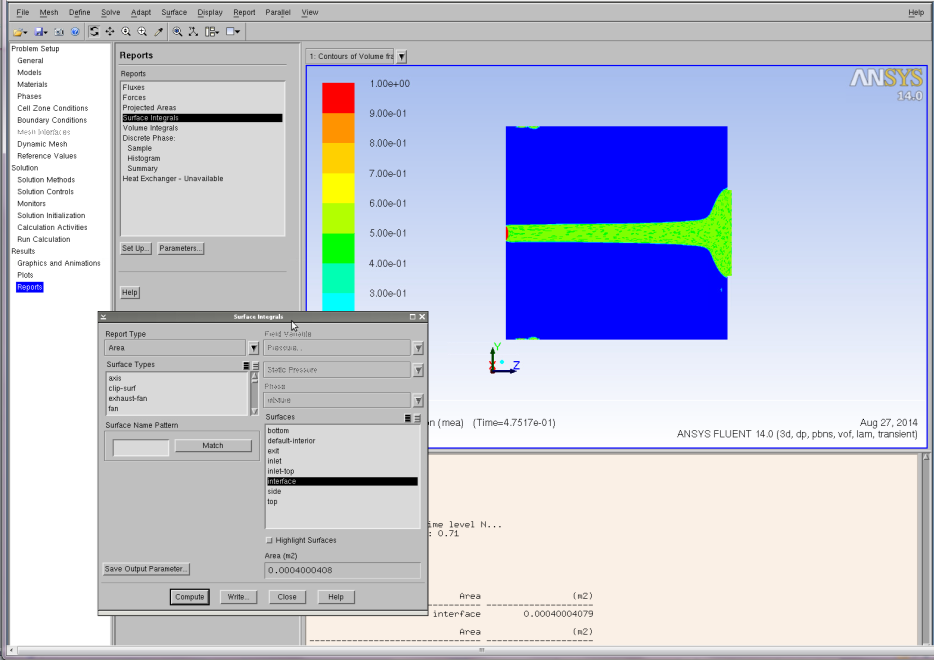 File Mesh Define Solve Adapt Surface Display Report Parallel View Help
Problem Setup
General
Models
Materials
Phases
Cell Zone Conditions
Boundary Conditions
Mesh Interfaces
Dynamic Mesh
Reference Values
Solution
Solution Methods
Solution Controls
Monitors
Solution Initialization
Calculation Activities
Run Calculation
Results
Graphics and Animations
Plots
Reports
Reports
Reports
Fluxes
Forces
Projected Areas
Surface Integrals
Volume Integrals
Discrete Phase:
Sample
Histogram
Summary
Heat Exchanger - Unavailable
Set Up... Parameters...
Help
1: Contours of Volume fra
1.00e+00
9.00e-01
8.00e-01
7.00e-01
6.00e-01
5.00e-01
4.00e-01
3.00e-01
ANSYS
14.0
Y
X
Z
n (mea) (Time=4.7517e-01)
Aug 27, 2014
ANSYS FLUENT 14.0 (3d, dp, pbns, vof, lam, transient)
Surface Integrals
Report Type
Area
Surface Types
axis
clip-surf
exhaust-fan
fan
Surface Name Pattern
Match
Save Output Parameter...
Field Variable
Pressure...
Static Pressure
Phase
mixture
Surfaces
bottom
default-interior
exit
inlet
inlet-top
interface
side
top
Highlight Surfaces
Area (m2)
0.0004000408
Compute Write... Close Help
ime level N...
: 0.71
Area (m2)
interface 0.00040004079
Area (m2)